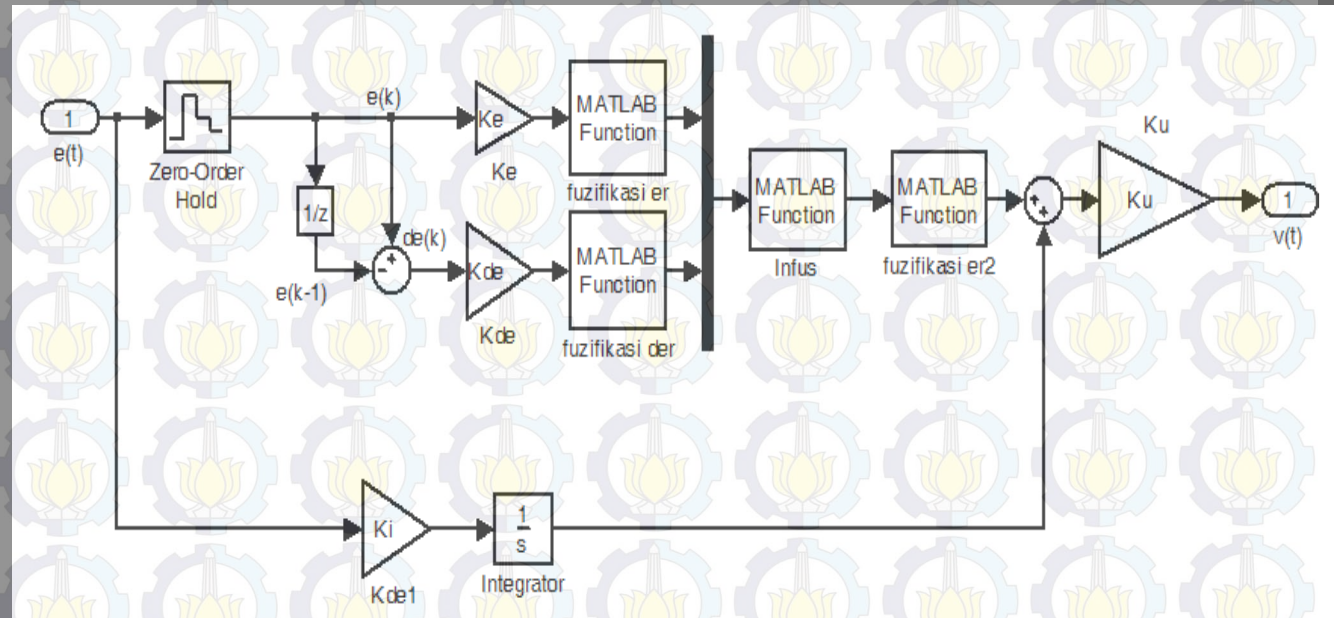 1
e(t)
Zero-Order
Hold
e(k)
1/z
e(k-1)
-
+
de(k)
Ke
Ke
Kde
Kde
MATLAB
Function
fuzifikasi er
MATLAB
Function
fuzifikasi der
MATLAB
Function
Infus
MATLAB
Function
fuzifikasi er2
+
+
Ku
Ku
1
v(t)
Ki
Kde1
1
s
Integrator